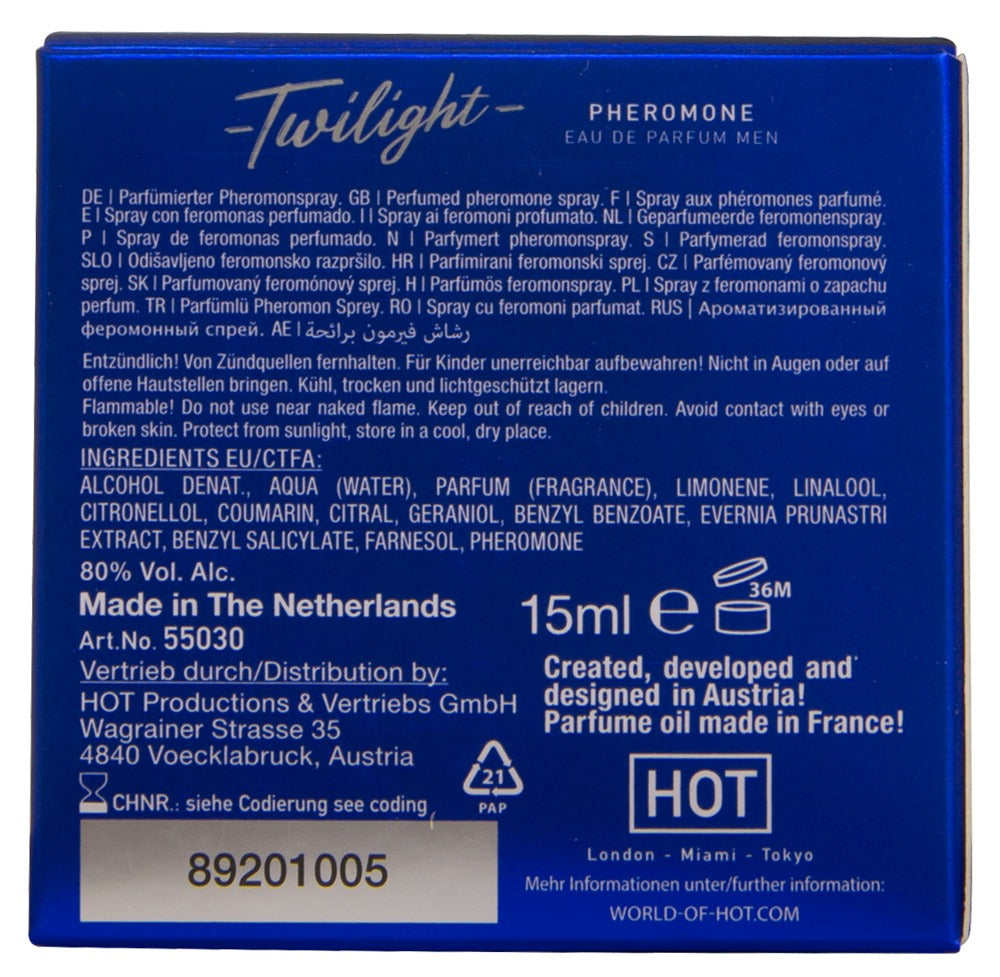 -Twilight-
PHEROMONE
EAU DE PARFUM MEN
DE | Parfümierter Pheromonspray. GB | Perfumed pheromone spray. F | Spray aux phéromones parfumé.
E | Spray con feromonas perfumado. I | Spray ai feromoni profumato. NL | Geparfumeerde feromonenspray.
P | Spray de feromonas perfumado. N | Parfymert pheromonspray. S | Parfymerad feromonspray.
SLO | Odišavljeno feromonsko razpršilo. HR | Parfimirani feromonski sprej. CZ | Parfémovaný feromonový
sprej. SK | Parfumovaný feromónový sprej. H | Parfümös feromonspray. PL | Spray z feromonami o zapachu
perfum. TR | Parfümlü Pheromon Sprey. RO | Spray cu feromoni parfumat. RUS | Ароматизированный
феромонный спрей. AE | رشاش فيرمون برائحة
Entzündlich! Von Zündquellen fernhalten. Für Kinder unerreichbar aufbewahren! Nicht in Augen oder auf
offene Hautstellen bringen. Kühl, trocken und lichtgeschützt lagern.
Flammable! Do not use near naked flame. Keep out of reach of children. Avoid contact with eyes or
broken skin. Protect from sunlight, store in a cool, dry place.
INGREDIENTS EU/CTFA:
ALCOHOL DENAT., AQUA (WATER), PARFUM (FRAGRANCE), LIMONENE, LINALOOL,
CITRONELLOL, COUMARIN, CITRAL, GERANIOL, BENZYL BENZOATE, EVERNIA PRUNASTRI
EXTRACT, BENZYL SALICYLATE, FARNESOL, PHEROMONE
80% Vol. Alc.
Made in The Netherlands
Art.No. 55030
Vertrieb durch/Distribution by:
HOT Productions & Vertriebs GmbH
Wagrainer Strasse 35
4840 Voecklabruck, Austria
CHNR.: siehe Codierung see coding
89201005
21
PAP
15ml e
36M
Created, developed and
designed in Austria!
Parfume oil made in France!
HOT
London - Miami - Tokyo
Mehr Informationen unter/further information:
WORLD-OF-HOT.COM